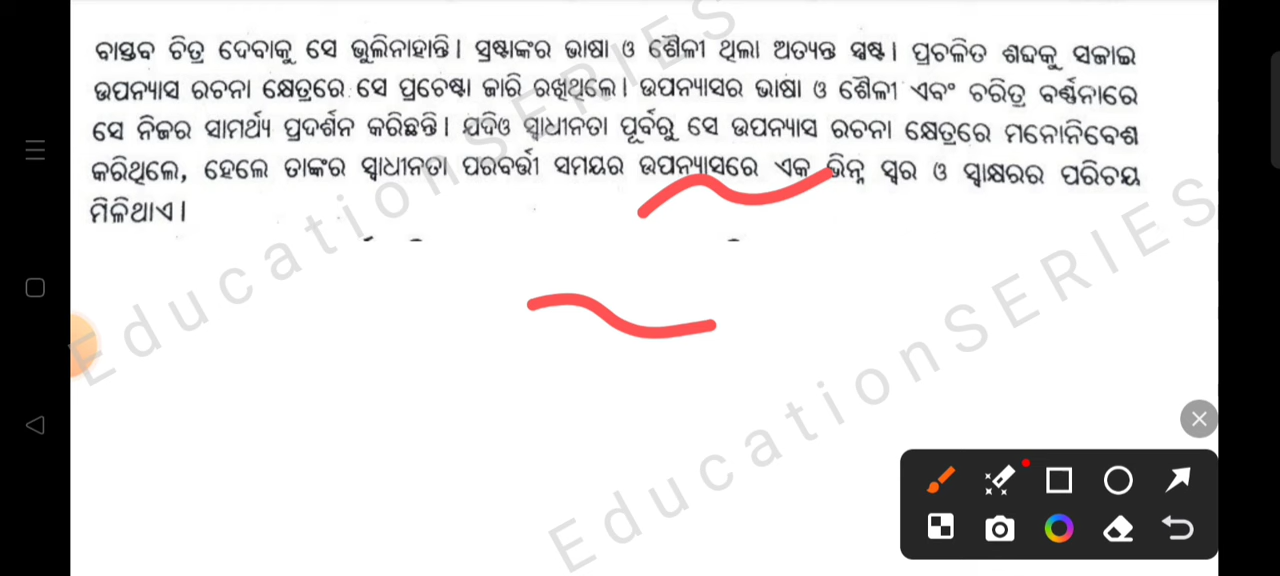 ବାସ୍ତବ ଚିତ୍ର ଦେବାକୁ ସେ ଭୁଲିନାହାନ୍ତି। ସ୍ରଷ୍ଟାଙ୍କର ଭାଷା ଓ ଶୈଳୀ ଥିଲା ଅତ୍ୟନ୍ତ ସ୍ପଷ୍ଟ। ପ୍ରଚଳିତ ଶବ୍ଦକୁ ସଜାଇ
ଉପନ୍ୟାସ ରଚନା କ୍ଷେତ୍ରରେ ସେ ପ୍ରଚେଷ୍ଟା ଜାରି ରଖିଥିଲେ। ଉପନ୍ୟାସର ଭାଷା ଓ ଶୈଳୀ ଏବଂ ଚରିତ୍ର ବର୍ଣ୍ଣନାରେ
ସେ ନିଜର ସାମର୍ଥ୍ୟ ପ୍ରଦର୍ଶନ କରିଛନ୍ତି। ଯଦିଓ ସ୍ୱାଧୀନତା ପୂର୍ବରୁ ସେ ଉପନ୍ୟାସ ରଚନା କ୍ଷେତ୍ରରେ ମନୋନିବେଶ
କରିଥିଲେ, ହେଲେ ତାଙ୍କର ସ୍ୱାଧୀନତା ପରବର୍ତ୍ତୀ ସମୟର ଉପନ୍ୟାସରେ ଏକ ଭିନ୍ନ ସ୍ୱର ଓ ସ୍ୱାକ୍ଷରର ପରିଚୟ
ମିଳିଥାଏ।
EducationSERIES
EducationSERIES